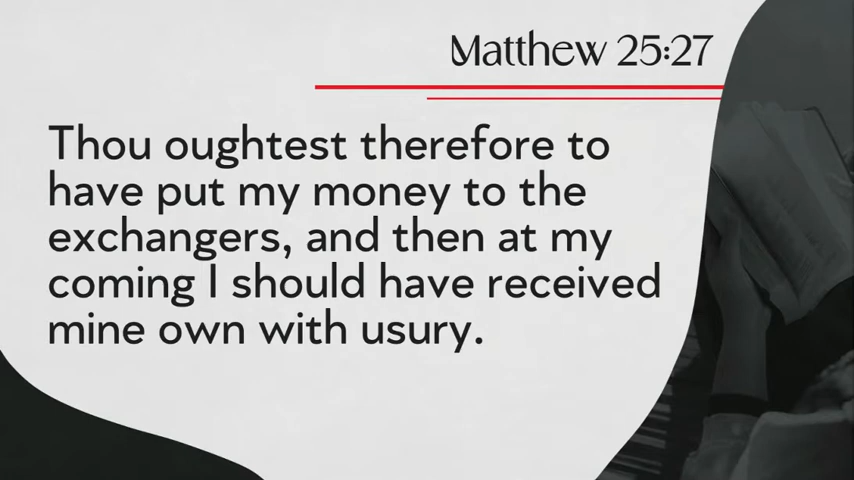 Matthew 25:27
Thou oughtest therefore to
have put my money to the
exchangers, and then at my
coming I should have received
mine own with usury.